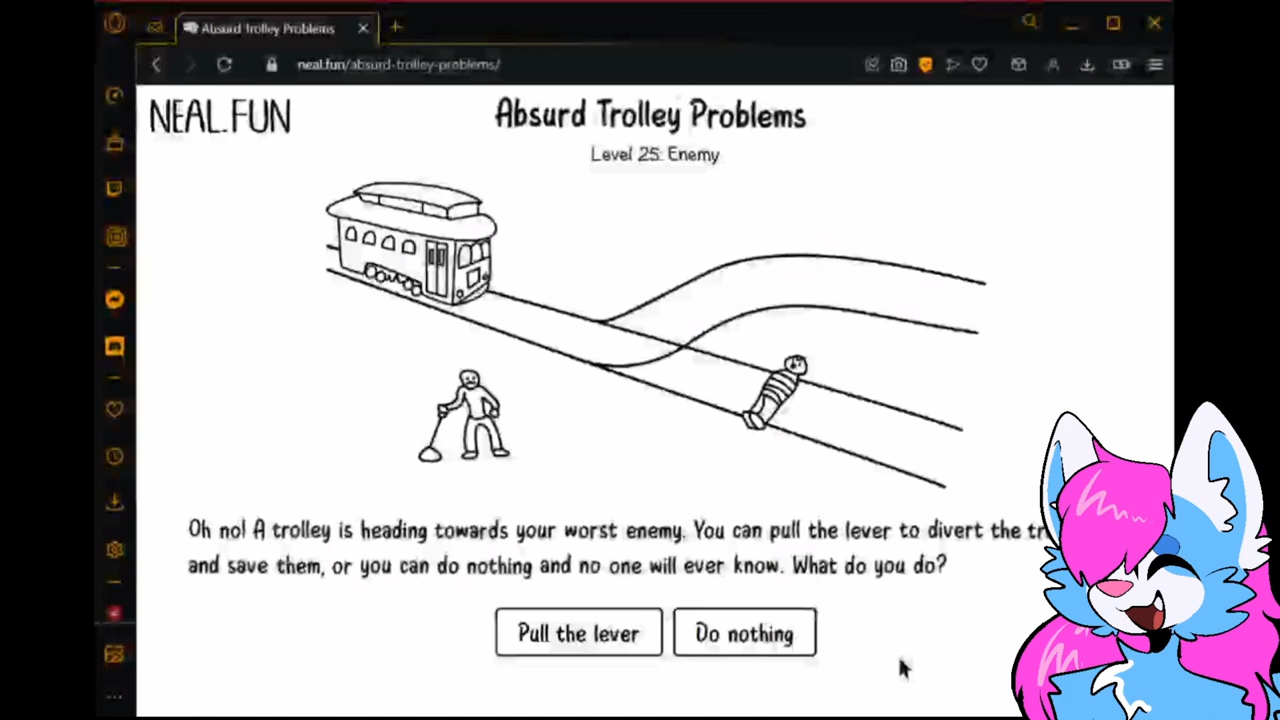 Absurd Trolley Problems
neal.fun/absurd-trolley-problems/
NEAL.FUN
Absurd Trolley Problems
Level 25: Enemy
Oh no! A trolley is heading towards your worst enemy. You can pull the lever to divert the
and save them, or you can do nothing and no one will ever know. What do you do?
Pull the lever
Do nothing